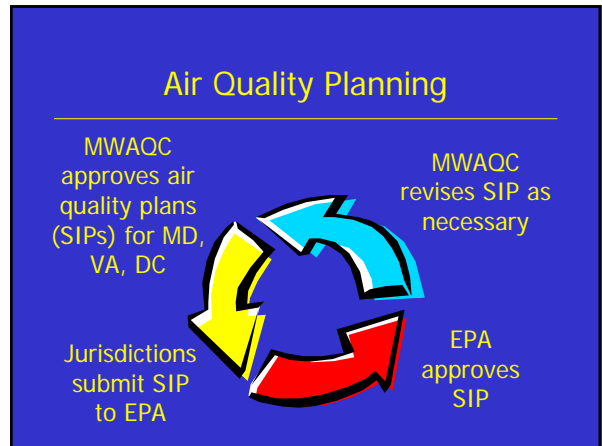 Air Quality Planning
MWAQC
approves air
quality plans
(SIPs) for MD,
VA, DC
MWAQC
revises SIP as
necessary
Jurisdictions
submit SIP
to EPA
EPA
approves
SIP